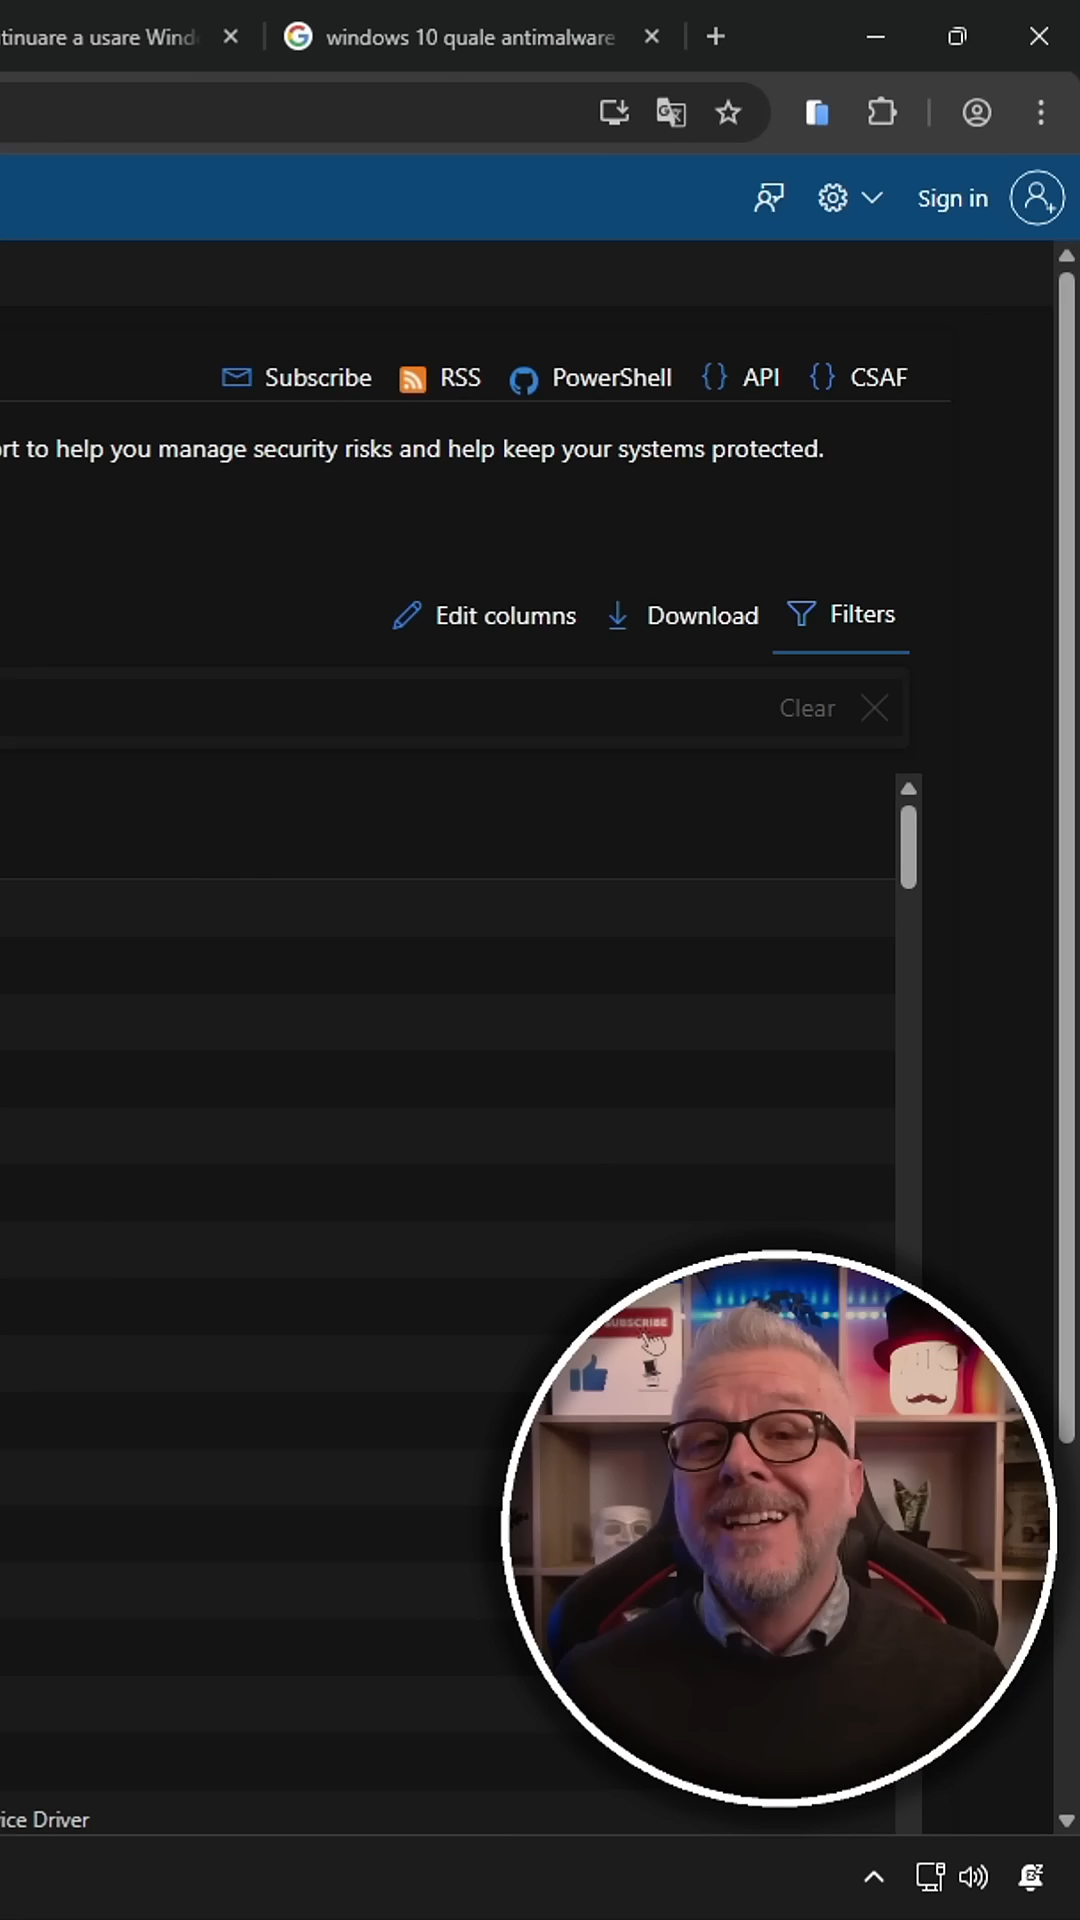 tinuare a usare Wind
windows 10 quale antimalware
Sign in
Subscribe
RSS
PowerShell
API
CSAF
rt to help you manage security risks and help keep your systems protected.
Edit columns
Download
Filters
Clear
SUBSCRIBE
ice Driver